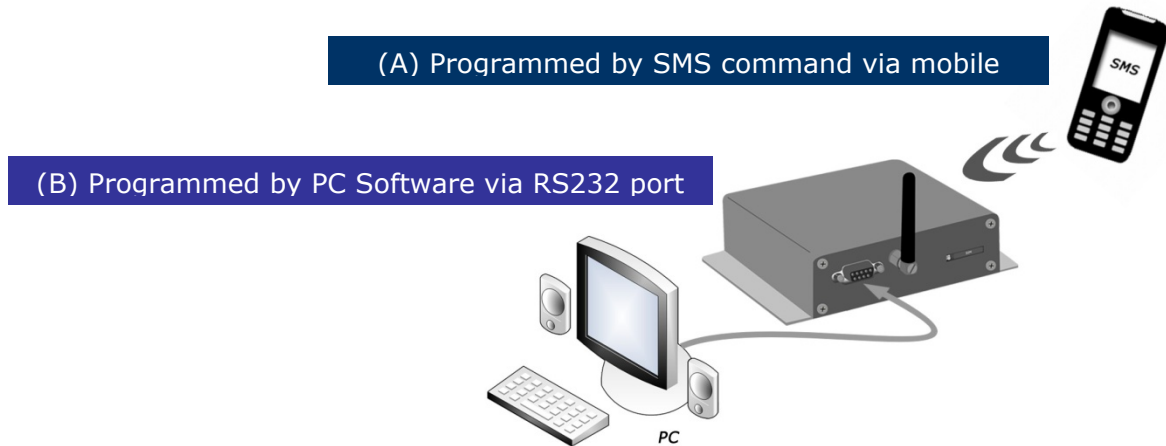 (A) Programmed by SMS command via mobile
SMS
(B) Programmed by PC Software via RS232 port
PC